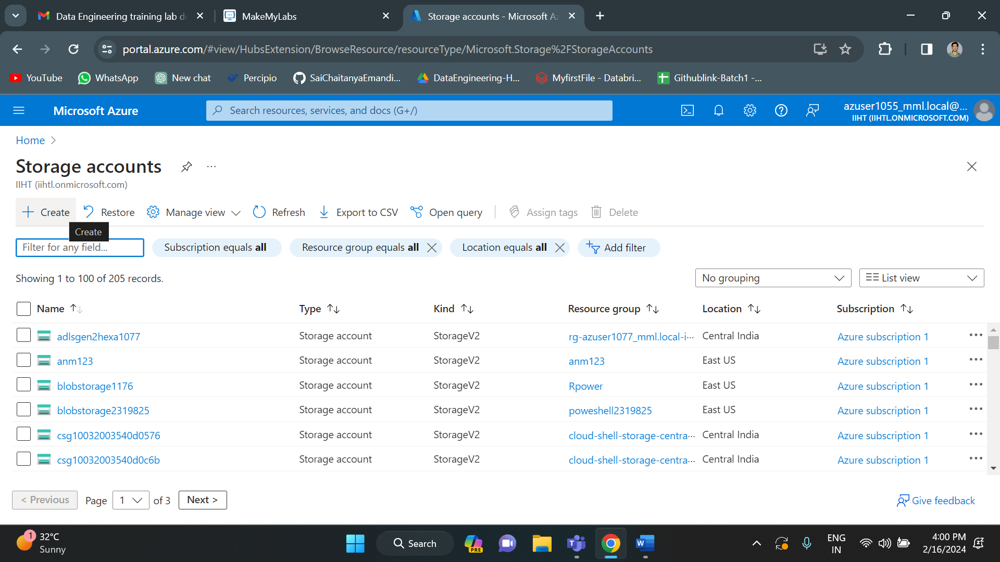 Data Engineering training lab de
MakeMyLabs
Storage accounts - Microsoft Az
portal.azure.com/#view/HubsExtension/BrowseResource/resourceType/Microsoft.Storage%2FStorageAccounts
YouTube
WhatsApp
New chat
Percipio
SaiChaitanyaEmandi...
DataEngineering-H...
MyfirstFile - Databri...
Githublink-Batch1 -...
Microsoft Azure
Search resources, services, and docs (G+/)
azuser1055_mml.local@...
IIHT (IIHTL.ONMICROSOFT.COM)
Home
Storage accounts
IIHT (iihtl.onmicrosoft.com)
Create
Restore
Manage view
Refresh
Export to CSV
Open query
Assign tags
Delete
Create
Filter for any field...
Subscription equals all
Resource group equals all
Location equals all
Add filter
Showing 1 to 100 of 205 records.
No grouping
List view
Name Type Kind Resource group Location Subscription
adlsgen2hexa1077 Storage account StorageV2 rg-azuser1077_mml.local-i... Central India Azure subscription 1
anm123 Storage account StorageV2 anm123 East US Azure subscription 1
blobstorage1176 Storage account StorageV2 Rpower East US Azure subscription 1
blobstorage2319825 Storage account StorageV2 poweshell2319825 East US Azure subscription 1
csg10032003540d0576 Storage account StorageV2 cloud-shell-storage-centra... Central India Azure subscription 1
csg10032003540d0c6b Storage account StorageV2 cloud-shell-storage-centra... Central India Azure subscription 1
< Previous
Page 1 of 3
Next >
Give feedback
1
32°C
Sunny
Search
PRE
ENG
IN
4:00 PM
2/16/2024